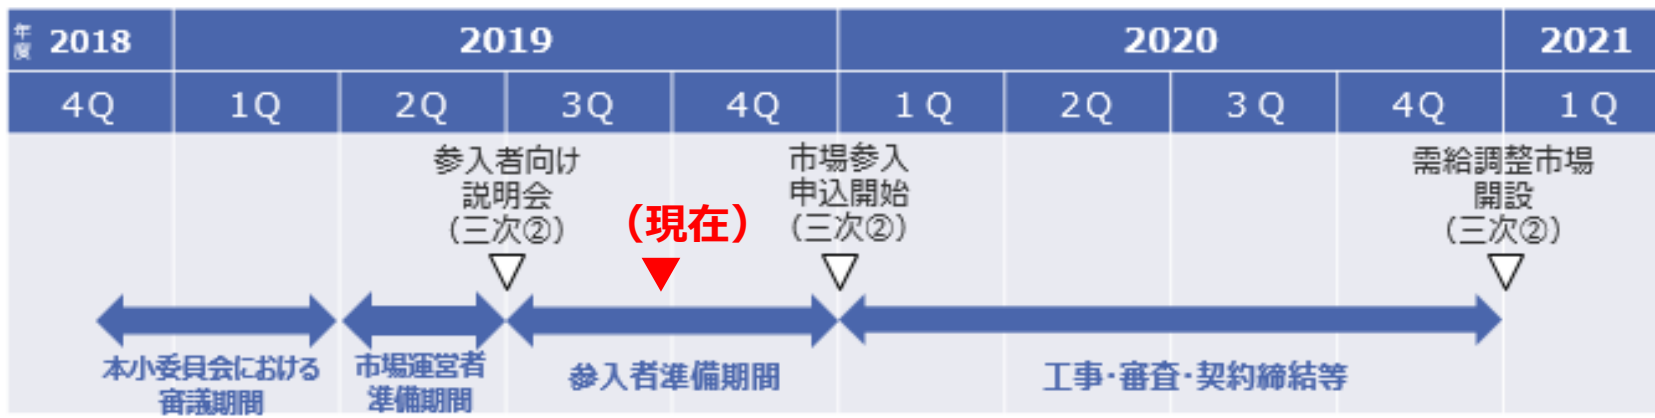 年度 2018 2019 2020 2021
4Q 1Q 2Q 3Q 4Q 1Q 2Q 3Q 4Q 1Q
参入者向け
説明会
(三次②)
(現在)
市場参入
申込開始
(三次②)
需給調整市場
開設
(三次②)
本小委員会における
審議期間
市場運営者
準備期間
参入者準備期間
工事・審査・契約締結等